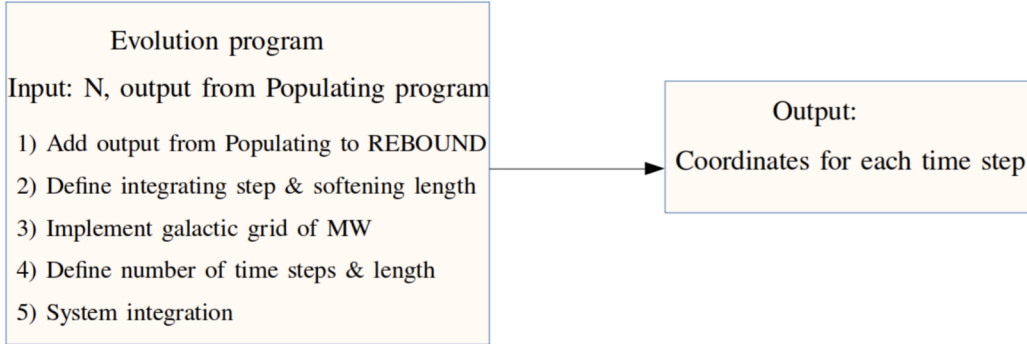 Evolution program
Input: N, output from Populating program
1) Add output from Populating to REBOUND
2) Define integrating step & softening length
3) Implement galactic grid of MW
4) Define number of time steps & length
5) System integration
Output:
Coordinates for each time step